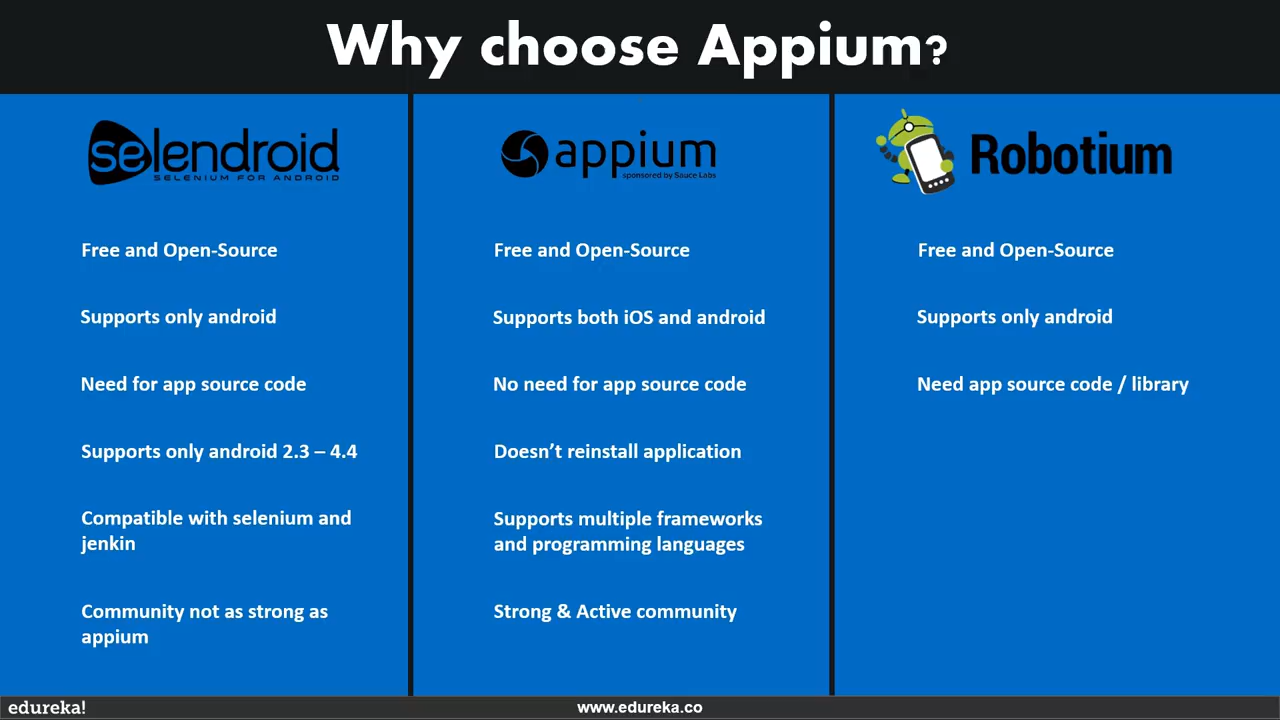 Why choose Appium?
selendroid
SELENIUM FOR ANDROID
Free and Open-Source
Supports only android
Need for app source code
Supports only android 2.3 – 4.4
Compatible with selenium and
jenkin
Community not as strong as
appium
appium
sponsored by Sauce Labs
Free and Open-Source
Supports both iOS and android
No need for app source code
Doesn’t reinstall application
Supports multiple frameworks
and programming languages
Strong & Active community
Robotium
Free and Open-Source
Supports only android
Need app source code / library
edureka!
www.edureka.co